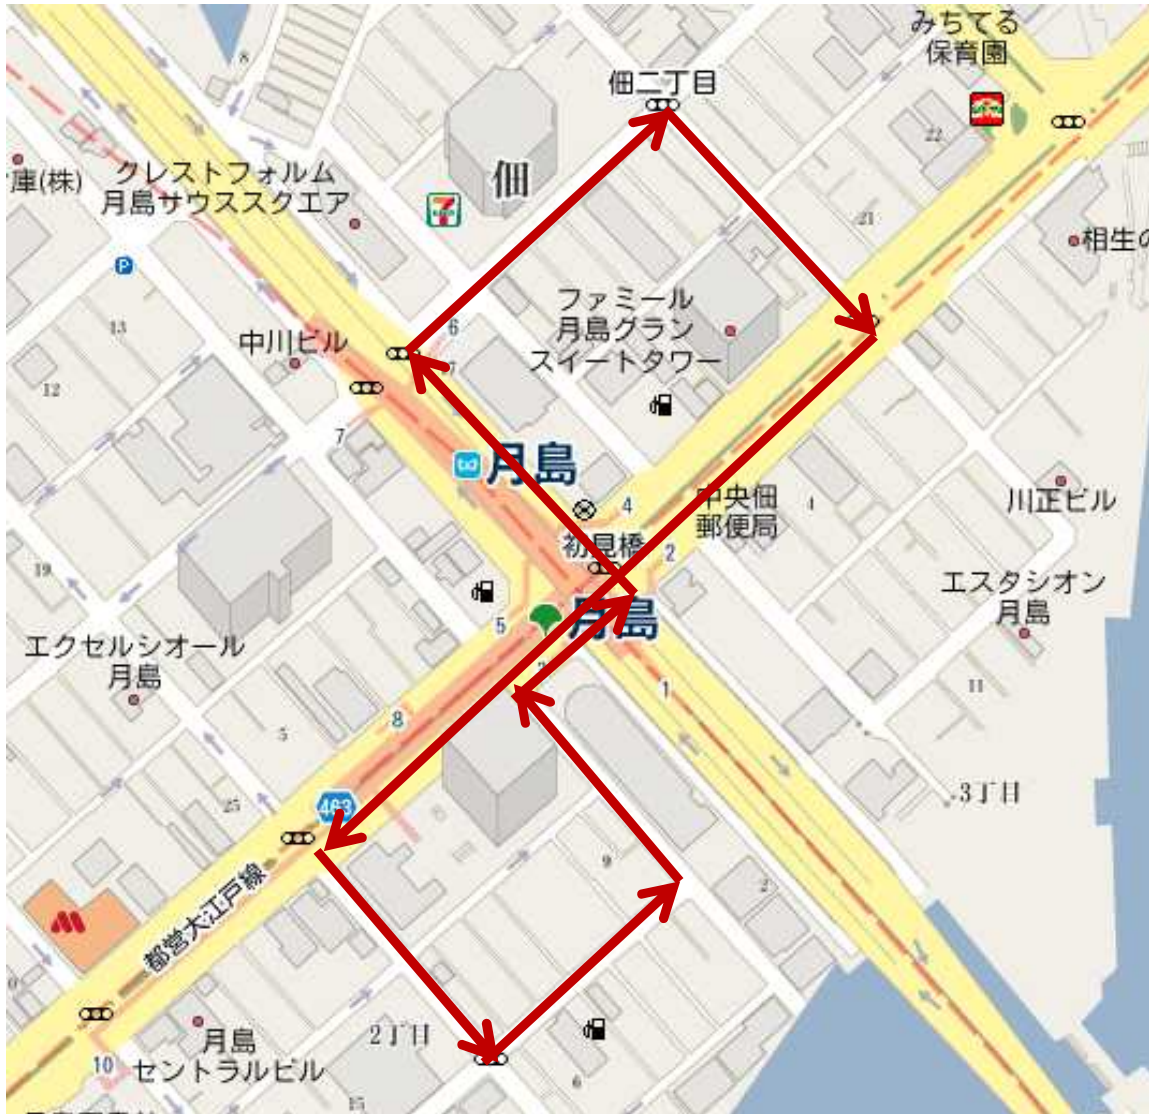 みちてる
保育園
佃二丁目
8
22
庫(株)
クレストフォルム
月島サウススクエア
佃
21
相生の
P
13
中川ビル
6
7
ファミール
月島グラン
スイートタワー
12
7
月島
4
中央佃
郵便局
1
川正ビル
初見橋
2
19
エスタシオン
月島
5
月島
エクセルシオール
月島
1
11
8
5
25
463
3丁目
9
2
都営大江戸線
2丁目
月島
セントラルビル
10
6
15